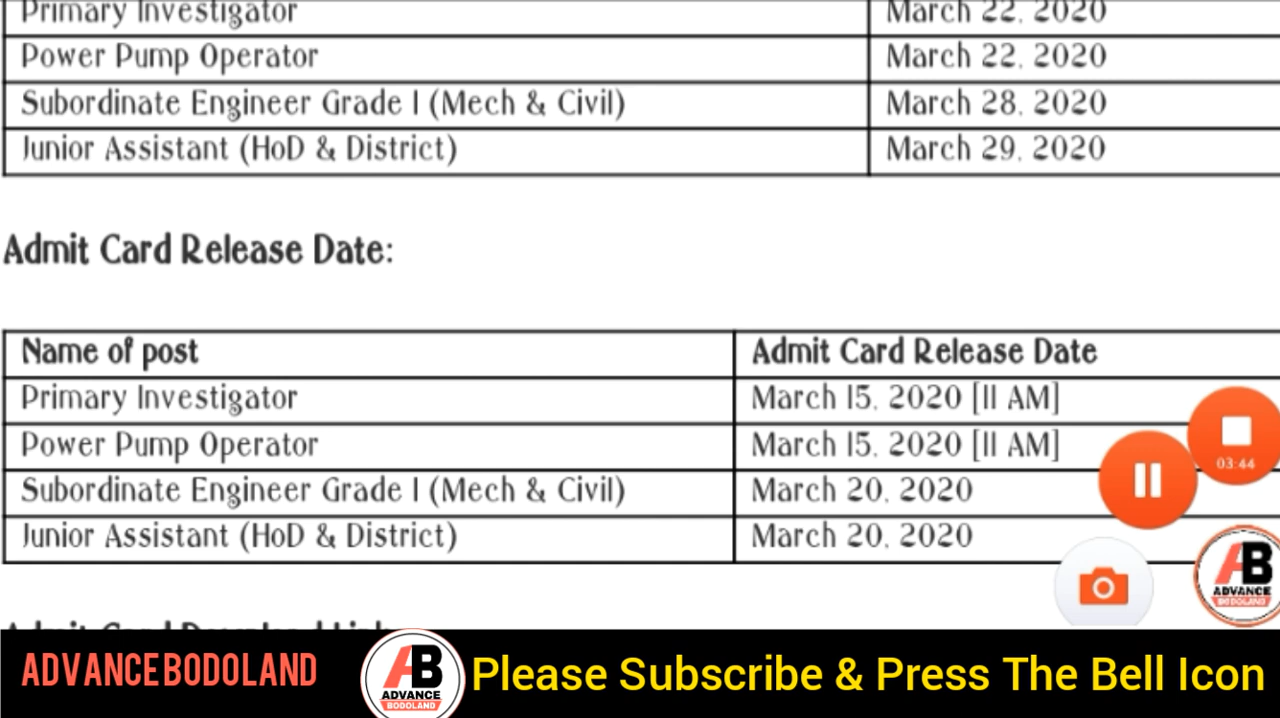 Primary Investigator March 22, 2020
Power Pump Operator March 22, 2020
Subordinate Engineer Grade I (Mech & Civil) March 28, 2020
Junior Assistant (HoD & District) March 29, 2020
Admit Card Release Date:
Name of post Admit Card Release Date
Primary Investigator March 15, 2020 [11 AM]
Power Pump Operator March 15, 2020 [11 AM]
Subordinate Engineer Grade I (Mech & Civil) March 20, 2020
Junior Assistant (HoD & District) March 20, 2020
03:44
AB
ADVANCE
BODOLAND
ADVANCE BODOLAND
AB
ADVANCE
BODOLAND
Please Subscribe & Press The Bell Icon